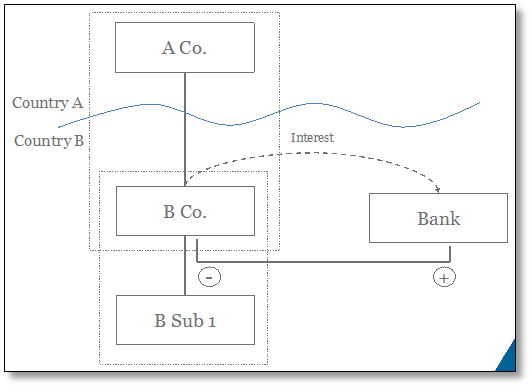 A Co.
Country A
Country B
Interest
B Co.
Bank
-
+
B Sub 1